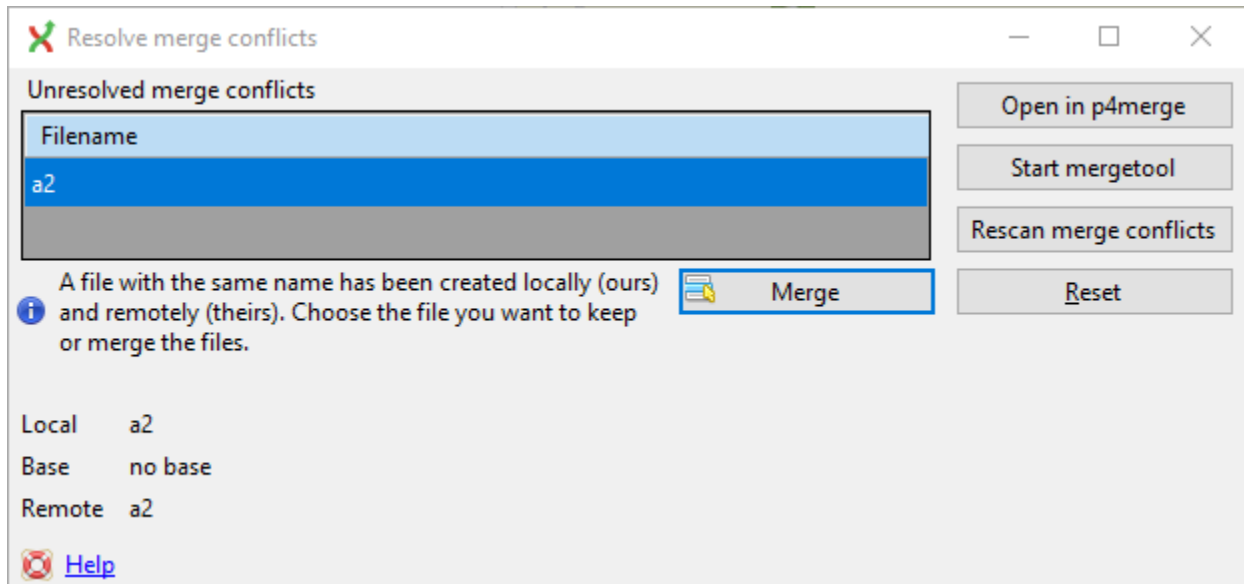 Resolve merge conflicts
Unresolved merge conflicts
Filename
a2
Open in p4merge
Start mergetool
Rescan merge conflicts
Reset
A file with the same name has been created locally (ours)
and remotely (theirs). Choose the file you want to keep
or merge the files.
Merge
Local a2
Base no base
Remote a2
Help